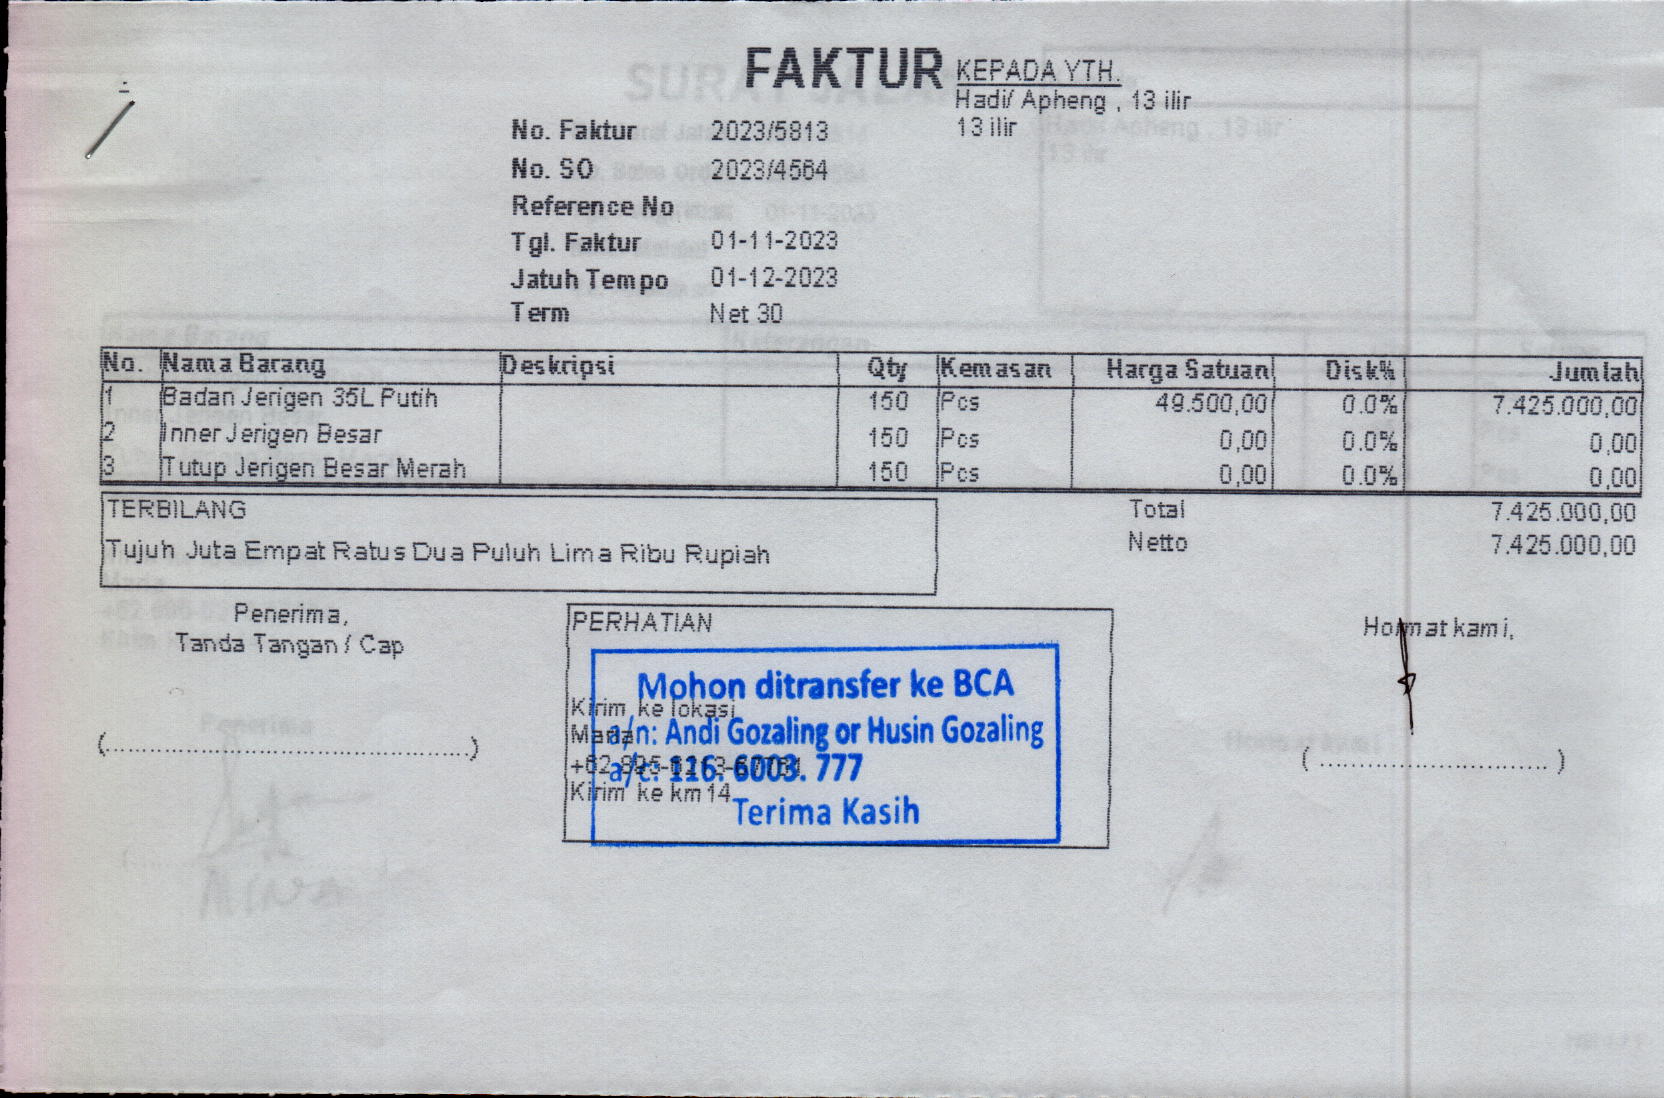 FAKTUR
KEPADA YTH.
Hadi/ Apheng , 13 ilir
13 ilir
No. Faktur 2023/5813
No. SO 2023/4564
Reference No
Tgl. Faktur 01-11-2023
Jatuh Tempo 01-12-2023
Term Net 30
No. Nama Barang Deskripsi Qty Kemasan Harga Satuan Disk% Jumlah
1 Badan Jerigen 35L Putih 150 Pcs 49.500,00 0.0% 7.425.000,00
2 Inner Jerigen Besar 150 Pcs 0,00 0.0% 0,00
3 Tutup Jerigen Besar Merah 150 Pcs 0,00 0.0% 0,00
TERBILANG
Tujuh Juta Empat Ratus Dua Puluh Lima Ribu Rupiah
Total 7.425.000,00
Netto 7.425.000,00
Penerima,
Tanda Tangan / Cap
(......................................................)
PERHATIAN
Kirim ke lokasi
Kirim ke km14
Mohon ditransfer ke BCA
a/n: Andi Gozaling or Husin Gozaling
a/c: 116. 6003. 777
Terima Kasih
Hormat kami,
( .................................. )